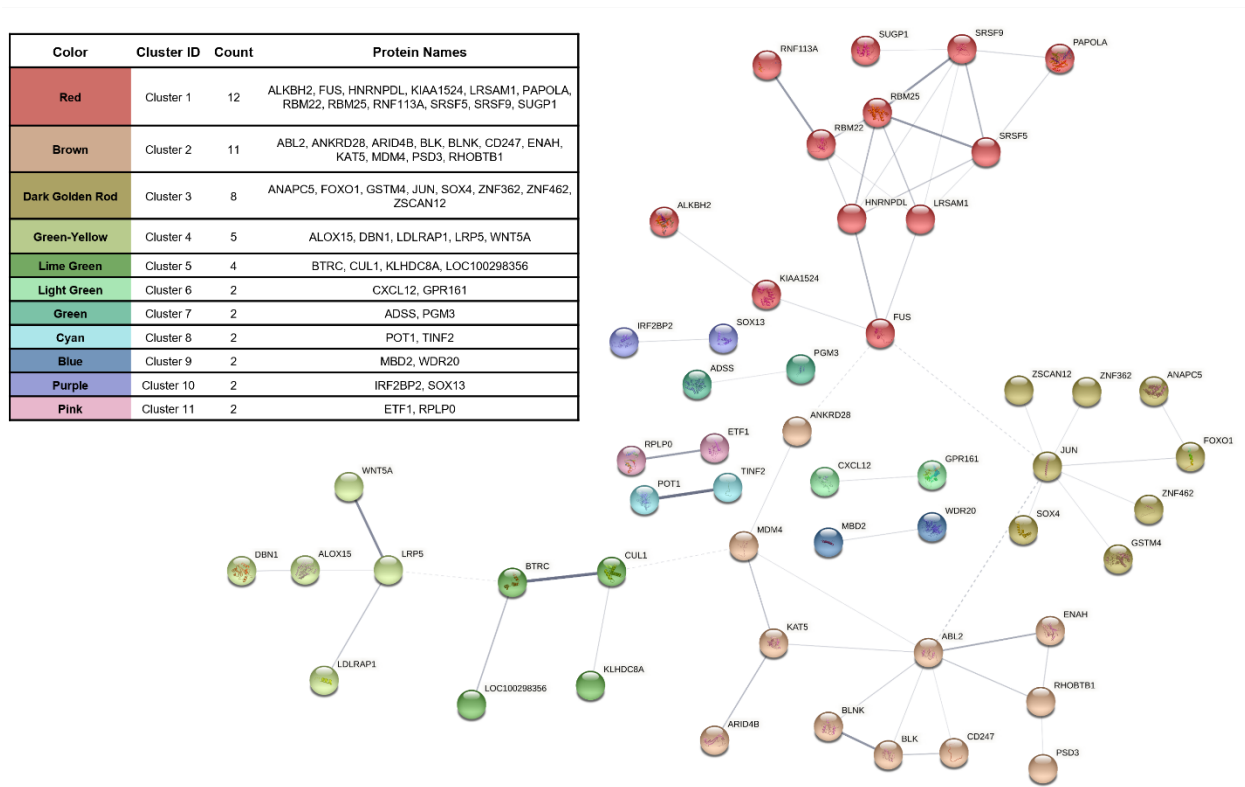 Color Cluster ID Count Protein Names
Red Cluster 1 12 ALKBH2, FUS, HNRNPDL, KIAA1524, LRSAM1, PAPOLA,
RBM22, RBM25, RNF113A, SRSF5, SRSF9, SUGP1
Brown Cluster 2 11 ABL2, ANKRD28, ARID4B, BLK, BLNK, CD247, ENAH,
KAT5, MDM4, PSD3, RHOBTB1
Dark Golden Rod Cluster 3 8 ANAPC5, FOXO1, GSTM4, JUN, SOX4, ZNF362, ZNF462,
ZSCAN12
Green-Yellow Cluster 4 5 ALOX15, DBN1, LDLRAP1, LRP5, WNT5A
Lime Green Cluster 5 4 BTRC, CUL1, KLHDC8A, LOC100298356
Light Green Cluster 6 2 CXCL12, GPR161
Green Cluster 7 2 ADSS, PGM3
Cyan Cluster 8 2 POT1, TINF2
Blue Cluster 9 2 MBD2, WDR20
Purple Cluster 10 2 IRF2BP2, SOX13
Pink Cluster 11 2 ETF1, RPLP0
SUGP1
SRSF9
RNF113A
PAPOLA
RBM25
RBM22
SRSF5
HNRNPDL
LRSAM1
ALKBH2
KIAA1524
FUS
IRF2BP2
SOX13
PGM3
ADSS
ZSCAN12
ZNF362
ANAPC5
ANKRD28
ETF1
RPLP0
FOXO1
JUN
CXCL12
GPR161
TINF2
POT1
WNT5A
ZNF462
SOX4
WDR20
MBD2
MDM4
GSTM4
DBN1
ALOX15
LRP5
CUL1
BTRC
ENAH
KAT5
ABL2
LDLRAP1
KLHDC8A
LOC100298356
RHOBTB1
BLNK
ARID4B
BLK
CD247
PSD3